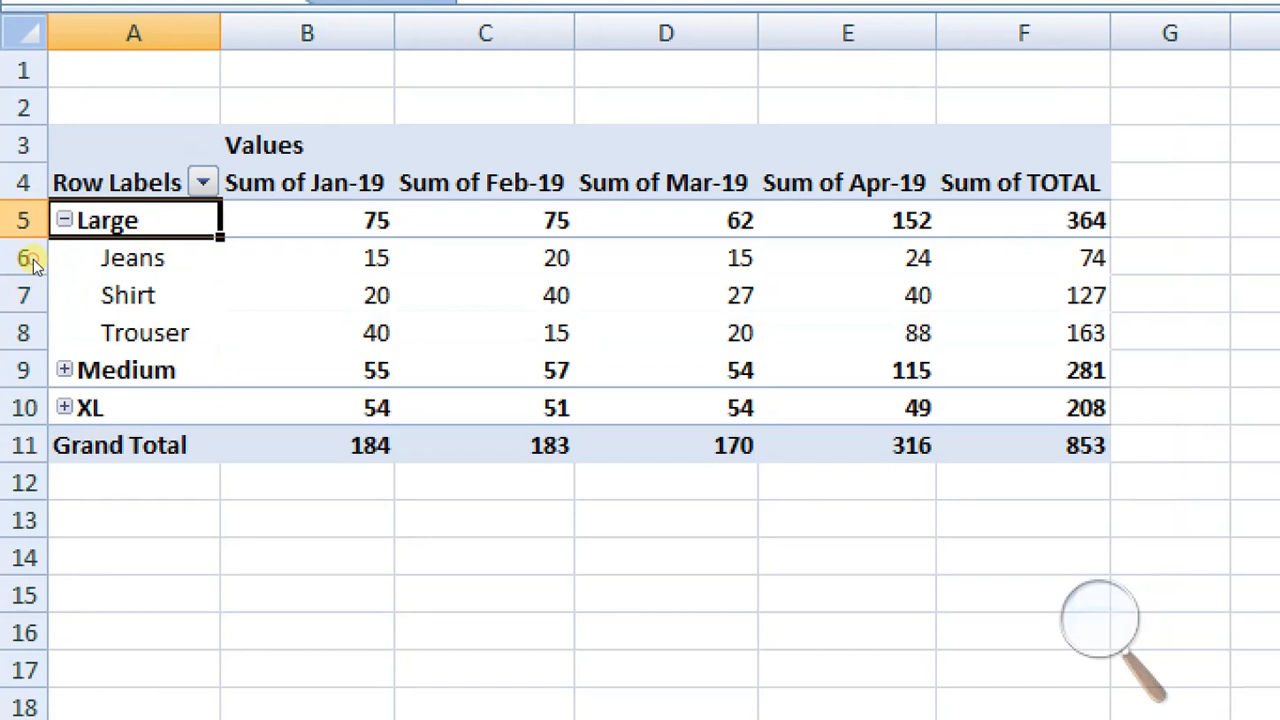 A B C D E F G
1
2
3 Values
4 Row Labels Sum of Jan-19 Sum of Feb-19 Sum of Mar-19 Sum of Apr-19 Sum of TOTAL
5 Large 75 75 62 152 364
6 Jeans 15 20 15 24 74
7 Shirt 20 40 27 40 127
8 Trouser 40 15 20 88 163
9 Medium 55 57 54 115 281
10 XL 54 51 54 49 208
11 Grand Total 184 183 170 316 853
12
13
14
15
16
17
18